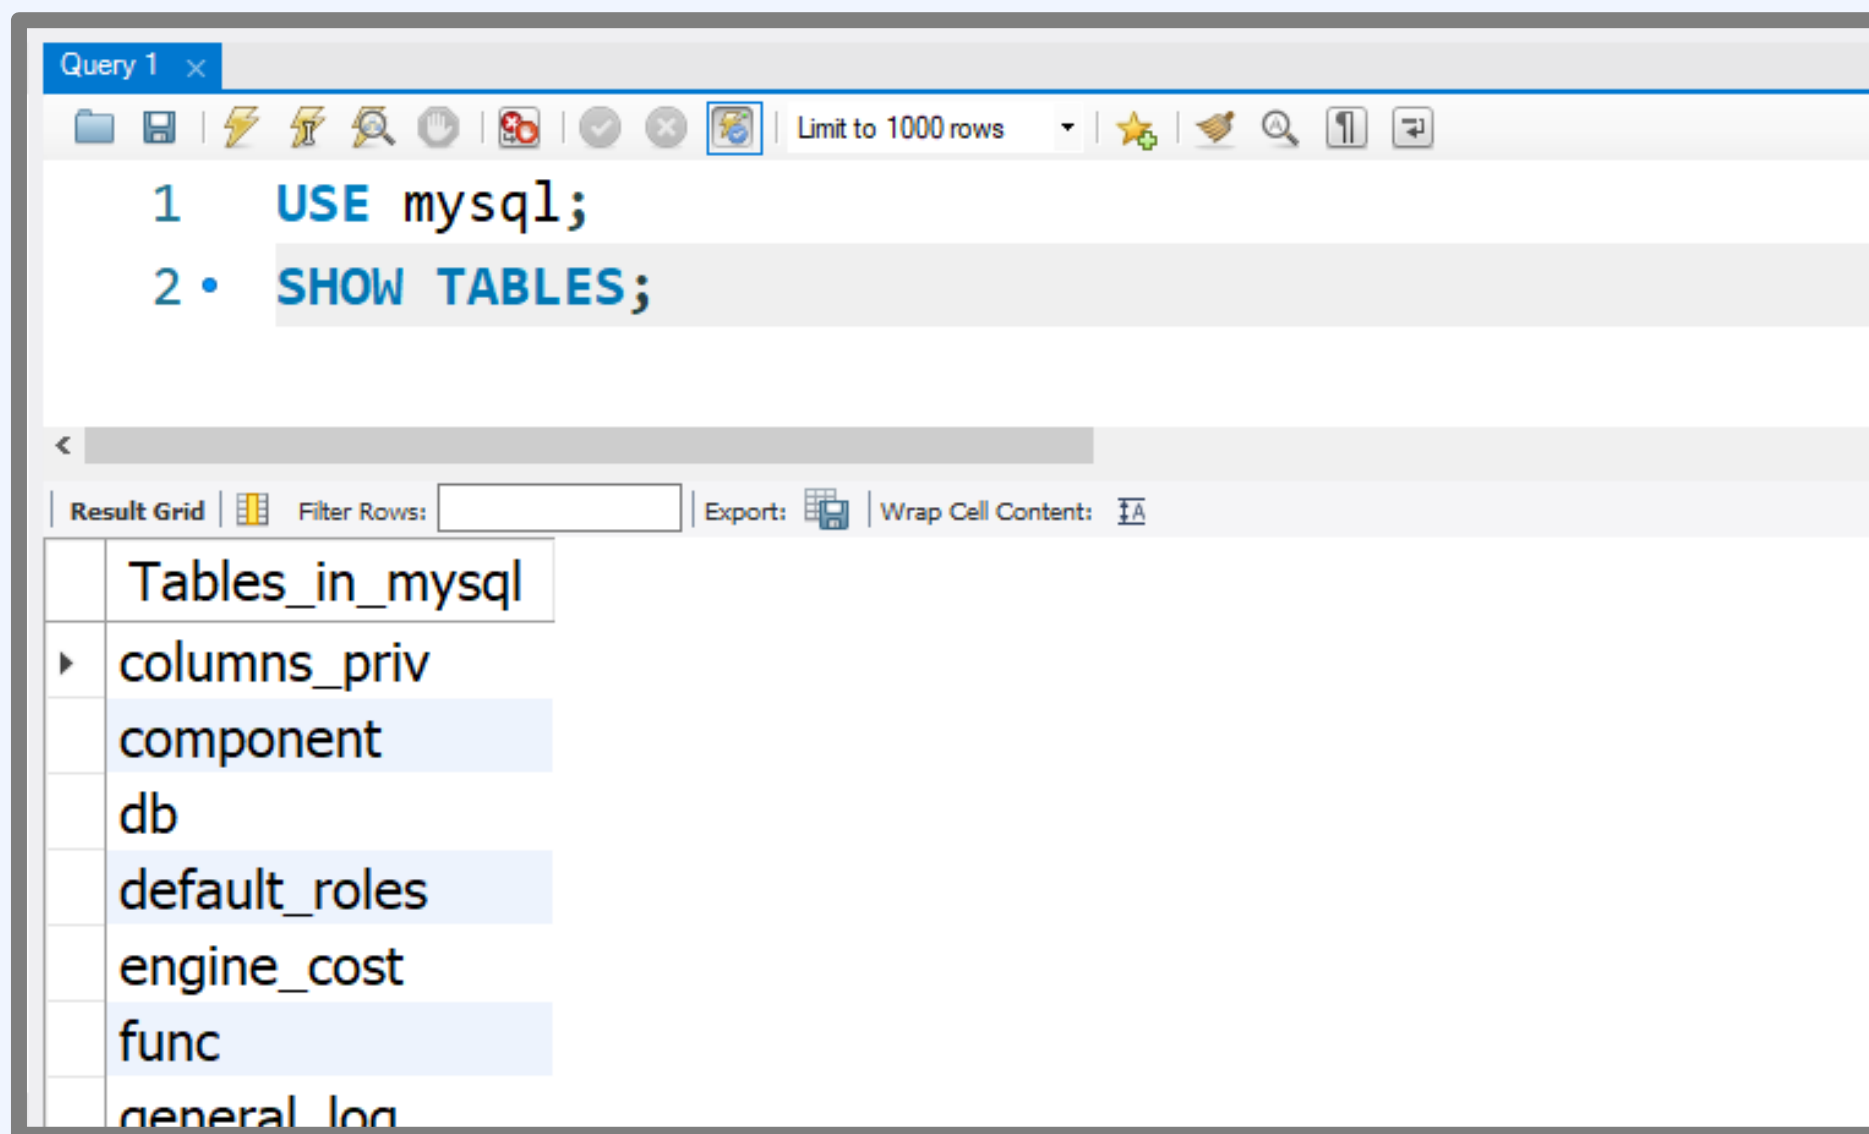 Query 1
Limit to 1000 rows
1 USE mysql;
2 SHOW TABLES;
Result Grid Filter Rows: Export: Wrap Cell Content:
Tables_in_mysql
columns_priv
component
db
default_roles
engine_cost
func
general_log